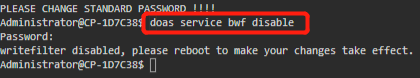 PLEASE CHANGE STANDARD PASSWORD !!!!
Administrator@CP-1D7C38$ doas service bwf disable
Password:
writefilter disabled, please reboot to make your changes take effect.
Administrator@CP-1D7C38$